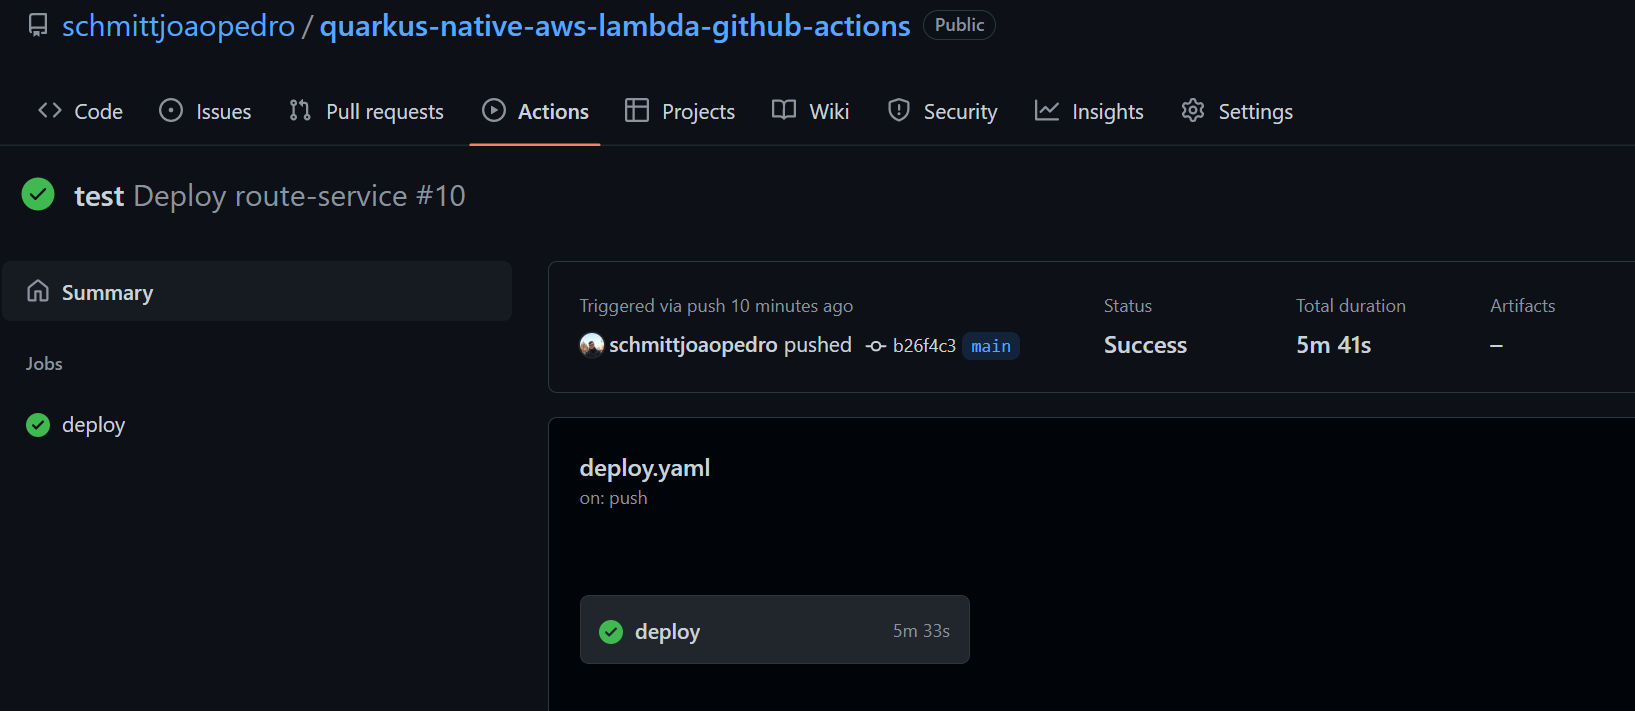 schmittjoaopedro / quarkus-native-aws-lambda-github-actions Public
Code Issues Pull requests Actions Projects Wiki Security Insights Settings
test Deploy route-service #10
Summary
Jobs
deploy
Triggered via push 10 minutes ago
schmittjoaopedro pushed b26f4c3 main
Status
Success
Total duration
5m 41s
Artifacts
–
deploy.yaml
on: push
deploy 5m 33s